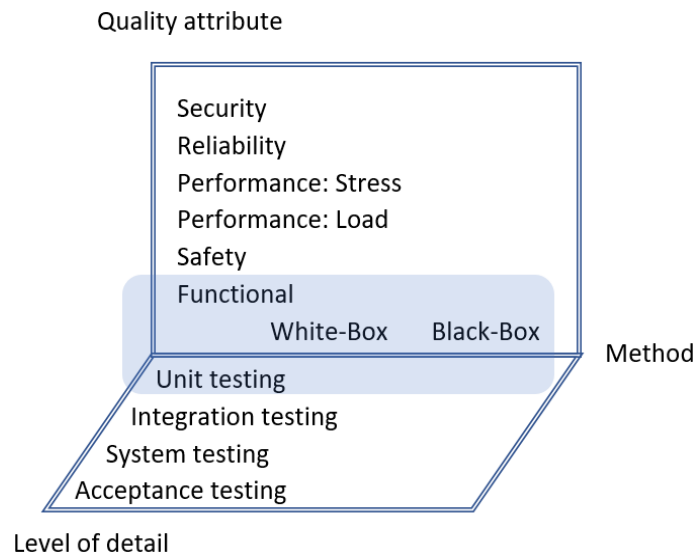 Quality attribute
Security
Reliability
Performance: Stress
Performance: Load
Safety
Functional
White-Box Black-Box
Method
Unit testing
Integration testing
System testing
Acceptance testing
Level of detail